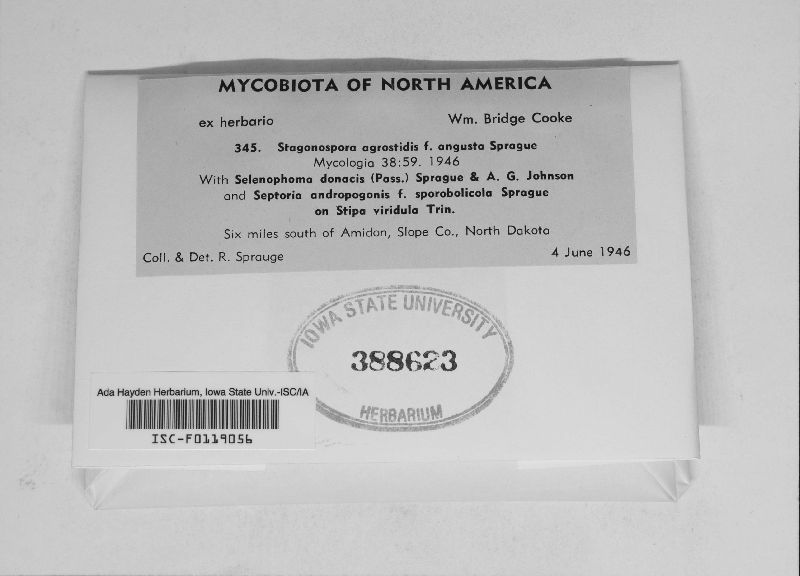 MYCOBIOTA OF NORTH AMERICA
ex herbario Wm. Bridge Cooke
345. Stagonospora agrostidis f. angusta Sprague
Mycologia 38:59. 1946
With Selenophoma donacis (Pass.) Sprague & A. G. Johnson
and Septoria andropogonis f. sporobolicola Sprague
on Stipa viridula Trin.
Six miles south of Amidon, Slope Co., North Dakota
Coll. & Det. R. Sprauge 4 June 1946
IOWA STATE UNIVERSITY
388623
HERBARIUM
Ada Hayden Herbarium, Iowa State Univ.-ISC/IA
ISC-F0119056